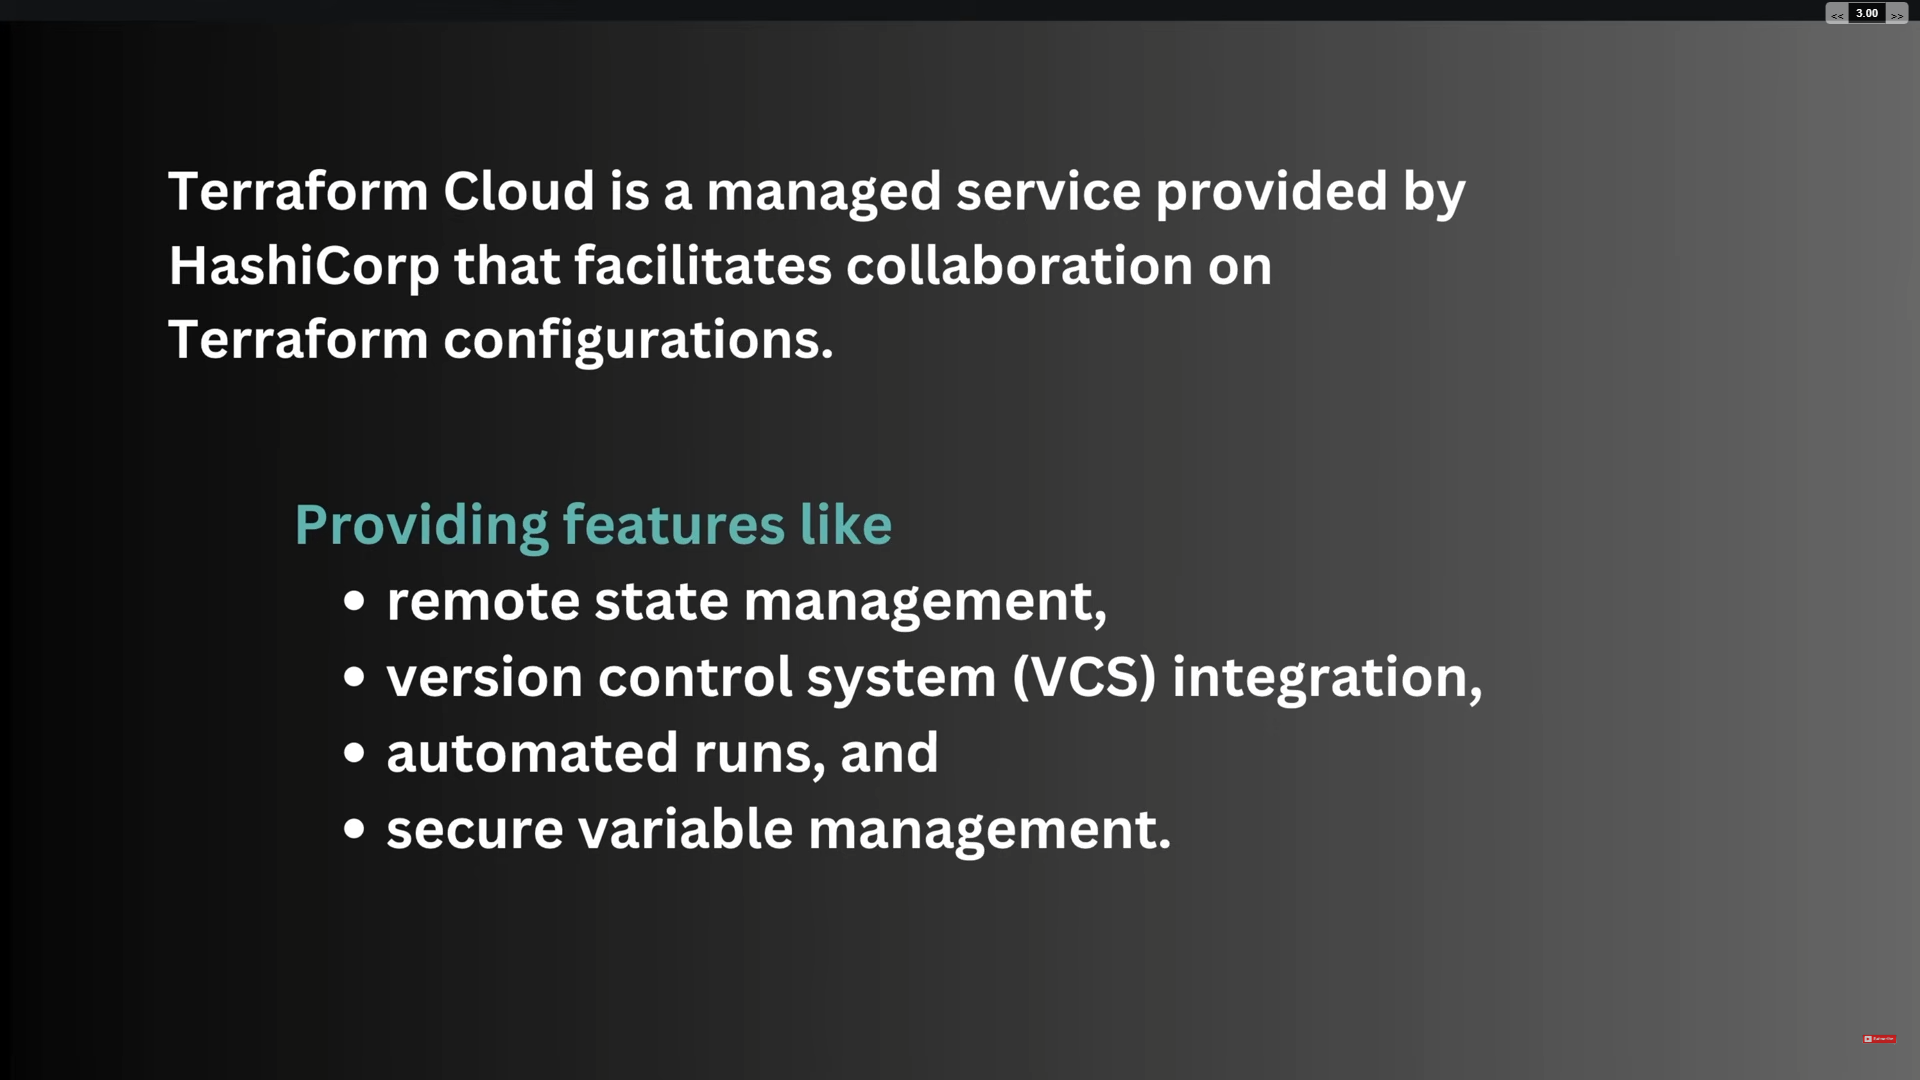 << 3.00 >>
Terraform Cloud is a managed service provided by
HashiCorp that facilitates collaboration on
Terraform configurations.
Providing features like
• remote state management,
• version control system (VCS) integration,
• automated runs, and
• secure variable management.